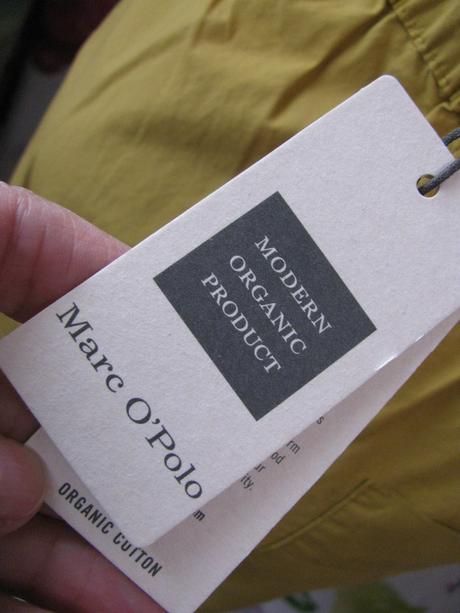 MODERN
ORGANIC
PRODUCT
Marc O'Polo
ORGANIC COTTON